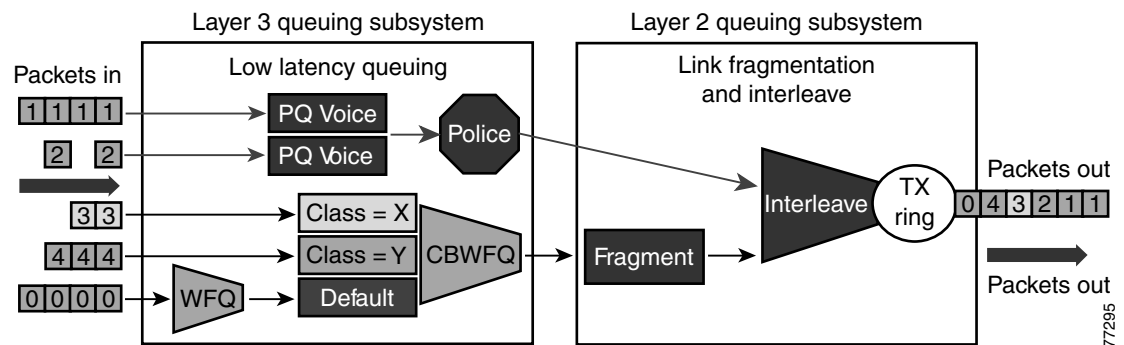 Layer 3 queuing subsystem
Layer 2 queuing subsystem
Packets in
Low latency queuing
Link fragmentation
and interleave
1 1 1 1
PQ Voice
Police
2 2
PQ Voice
3 3
Class = X
4 4 4
Class = Y
CBWFQ
0 0 0 0
WFQ
Default
Fragment
Interleave
TX
ring
Packets out
0 4 3 2 1 1
Packets out
77295